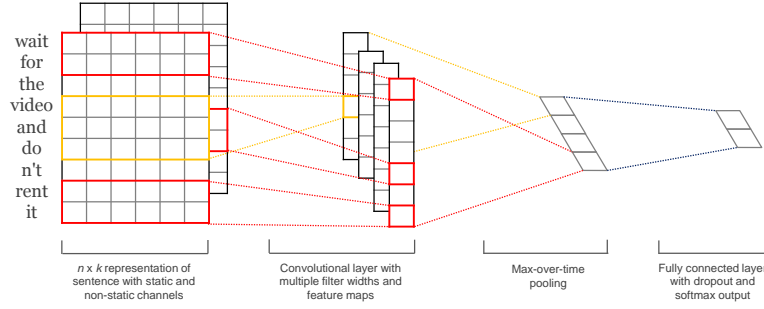 wait
for
the
video
and
do
n't
rent
it
n x k representation of
sentence with static and
non-static channels
Convolutional layer with
multiple filter widths and
feature maps
Max-over-time
pooling
Fully connected layer
with dropout and
softmax output